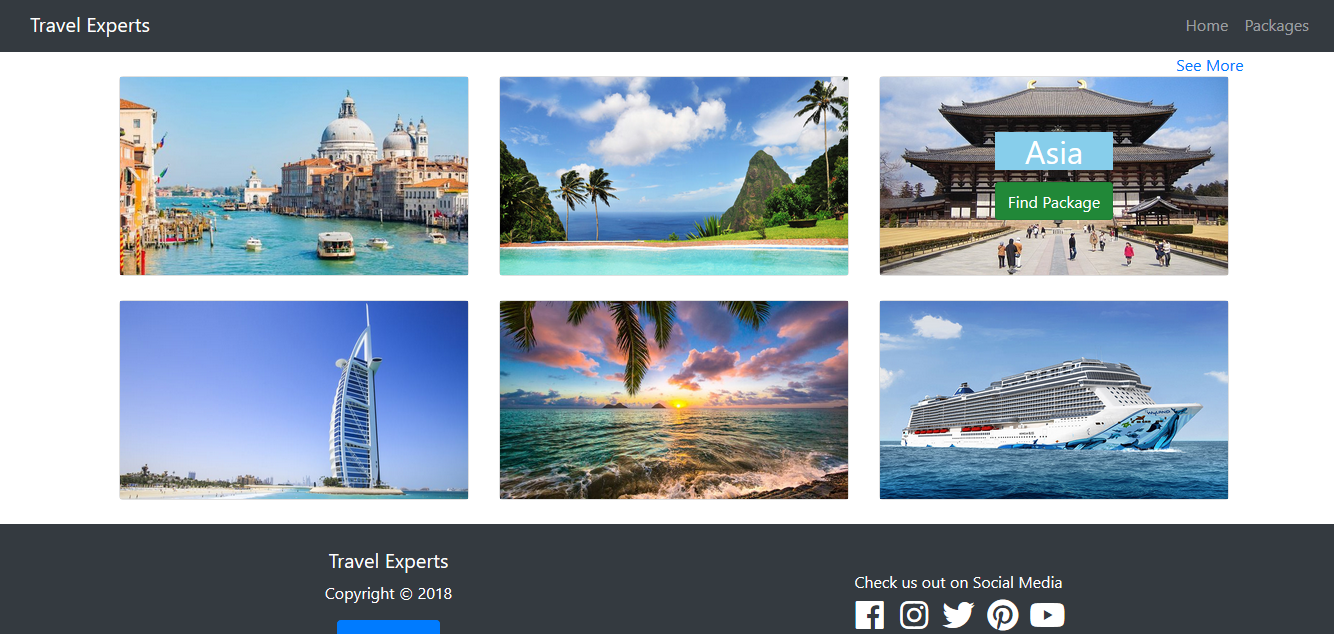 Travel Experts
Home
Packages
See More
Asia
Find Package
Travel Experts
Copyright © 2018
Check us out on Social Media